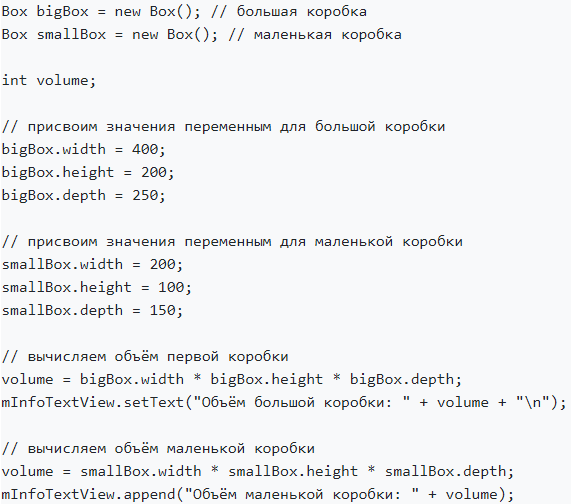 Box bigBox = new Box(); // большая коробка
Box smallBox = new Box(); // маленькая коробка
int volume;
// присвоим значения переменным для большой коробки
bigBox.width = 400;
bigBox.height = 200;
bigBox.depth = 250;
// присвоим значения переменным для маленькой коробки
smallBox.width = 200;
smallBox.height = 100;
smallBox.depth = 150;
// вычисляем объём первой коробки
volume = bigBox.width * bigBox.height * bigBox.depth;
mInfoTextView.setText("Объём большой коробки: " + volume + "\n");
// вычисляем объём маленькой коробки
volume = smallBox.width * smallBox.height * smallBox.depth;
mInfoTextView.append("Объём маленькой коробки: " + volume);